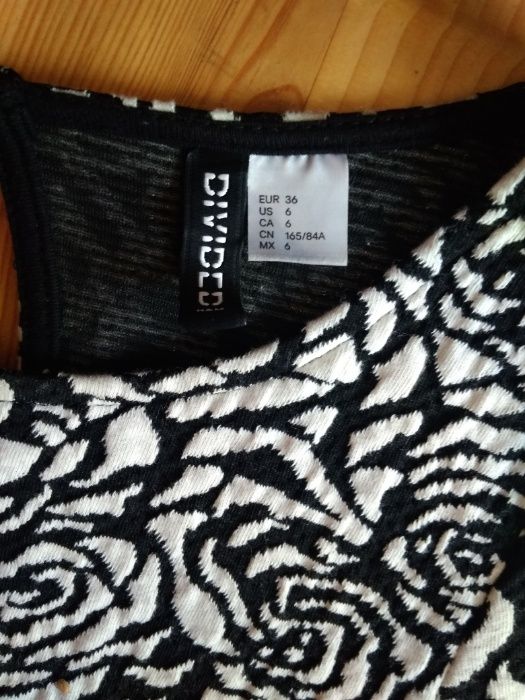 DIVIDED
H&M
EUR 36
US 6
CA 6
CN 165/84A
MX 6